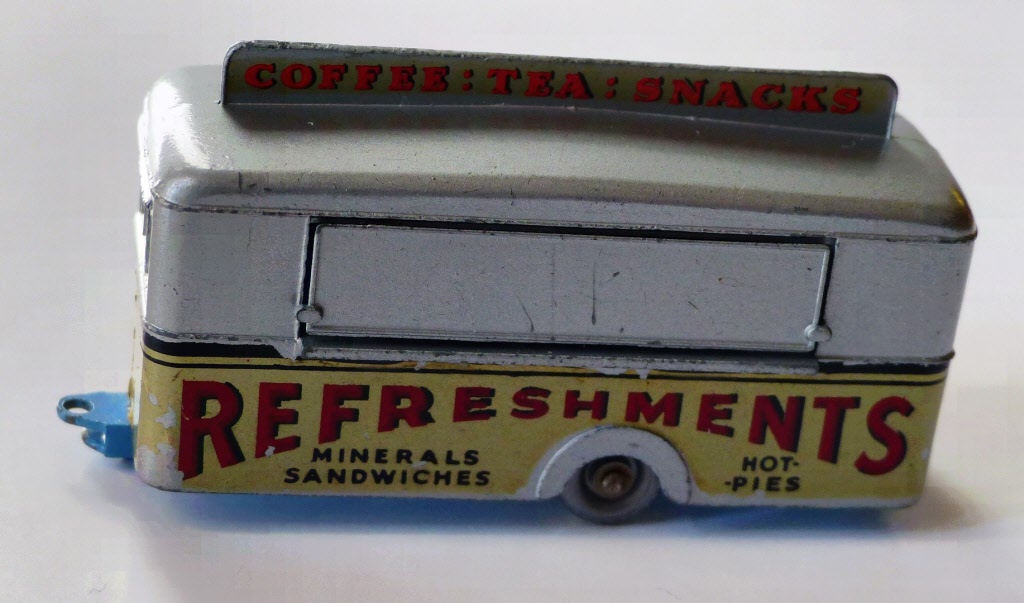 COFFEE : TEA : SNACKS
REFRESHMENTS
MINERALS
SANDWICHES
HOT-
-PIES